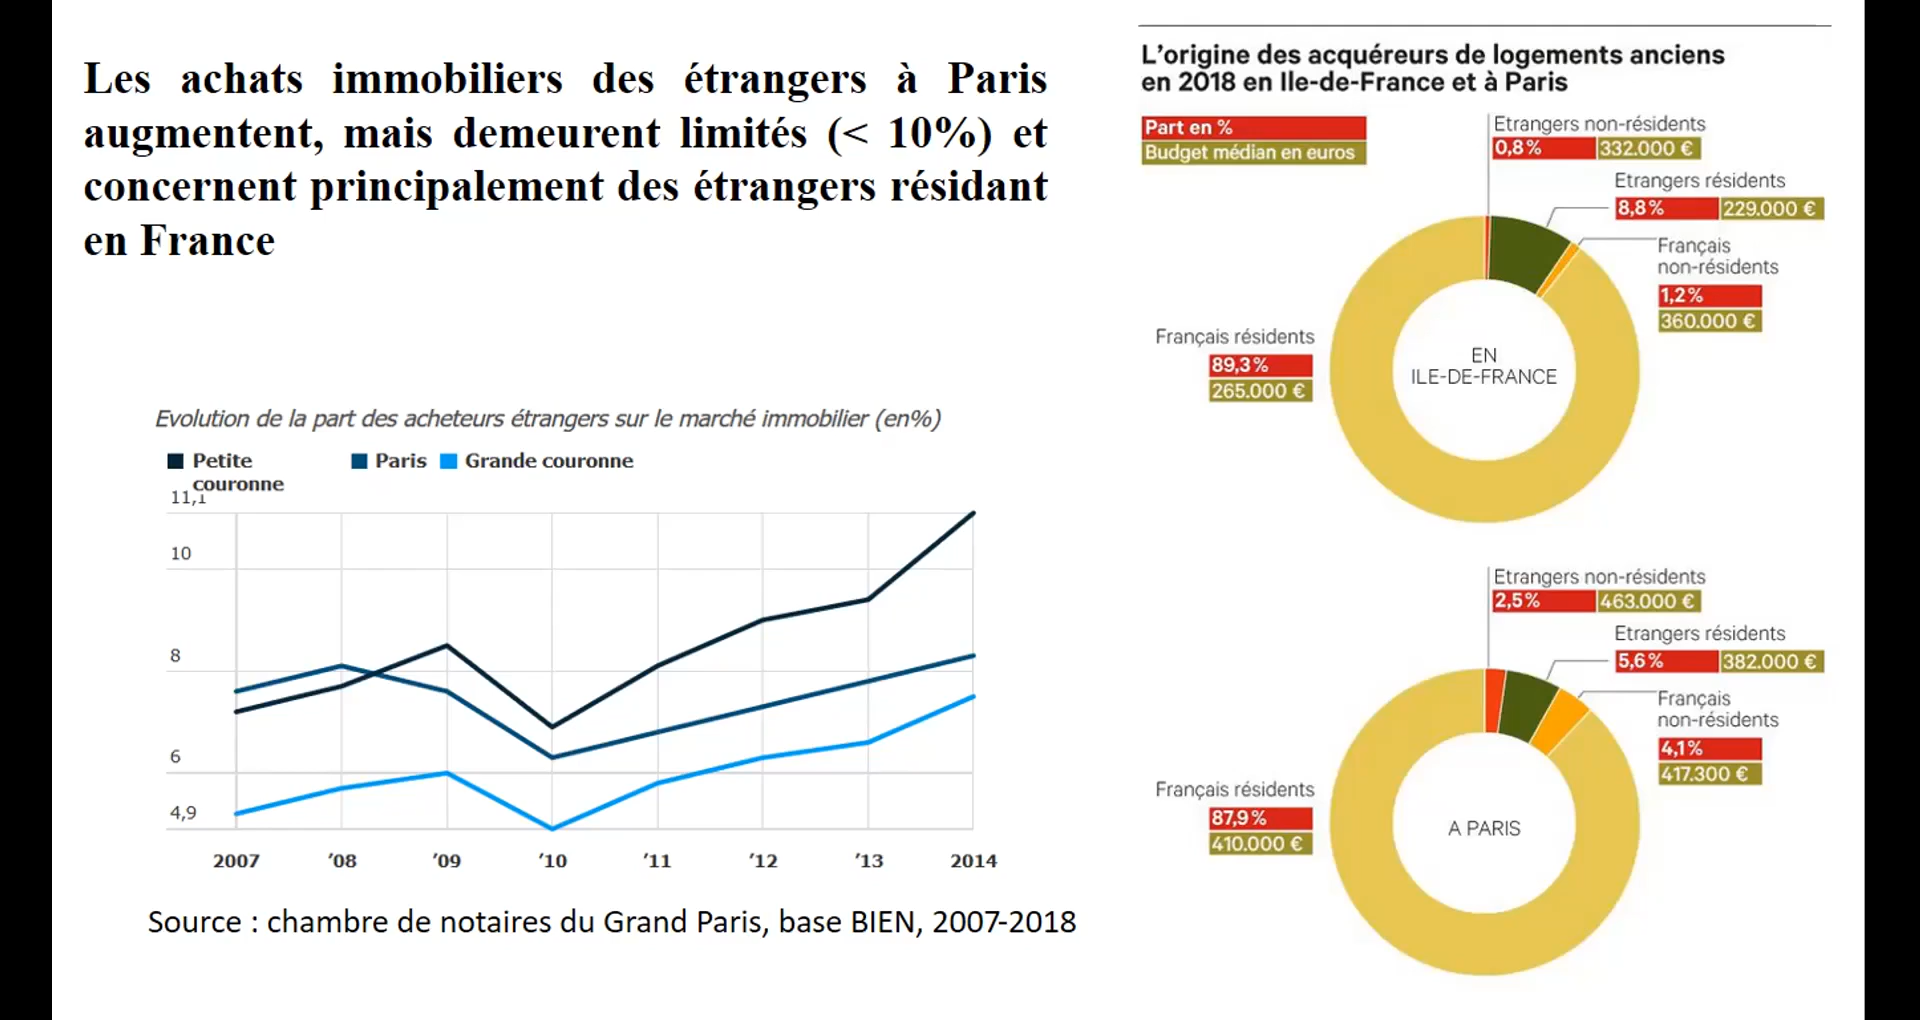 Les achats immobiliers des étrangers à Paris
augmentent, mais demeurent limités (< 10%) et
concernent principalement des étrangers résidant
en France
Evolution de la part des acheteurs étrangers sur le marché immobilier (en%)
Petite
couronne
Paris
Grande couronne
11,1
10
8
6
4,9
2007
'08
'09
'10
'11
'12
'13
2014
Source : chambre de notaires du Grand Paris, base BIEN, 2007-2018
L'origine des acquéreurs de logements anciens
en 2018 en Ile-de-France et à Paris
Part en %
Budget médian en euros
Etrangers non-résidents
0,8%
332.000 €
Etrangers résidents
8,8%
229.000 €
Français
non-résidents
1,2%
360.000 €
Français résidents
89,3%
265.000 €
EN
ILE-DE-FRANCE
Etrangers non-résidents
2,5%
463.000 €
Etrangers résidents
5,6%
382.000 €
Français
non-résidents
4,1%
417.300 €
Français résidents
87,9%
410.000 €
A PARIS